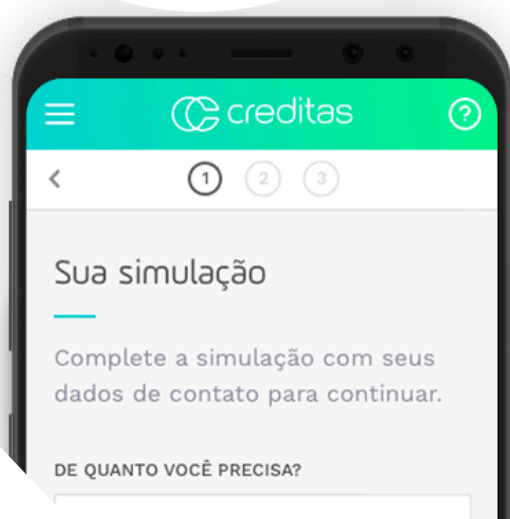 creditas
?
1 2 3
Sua simulação
Complete a simulação com seus
dados de contato para continuar.
DE QUANTO VOCÊ PRECISA?